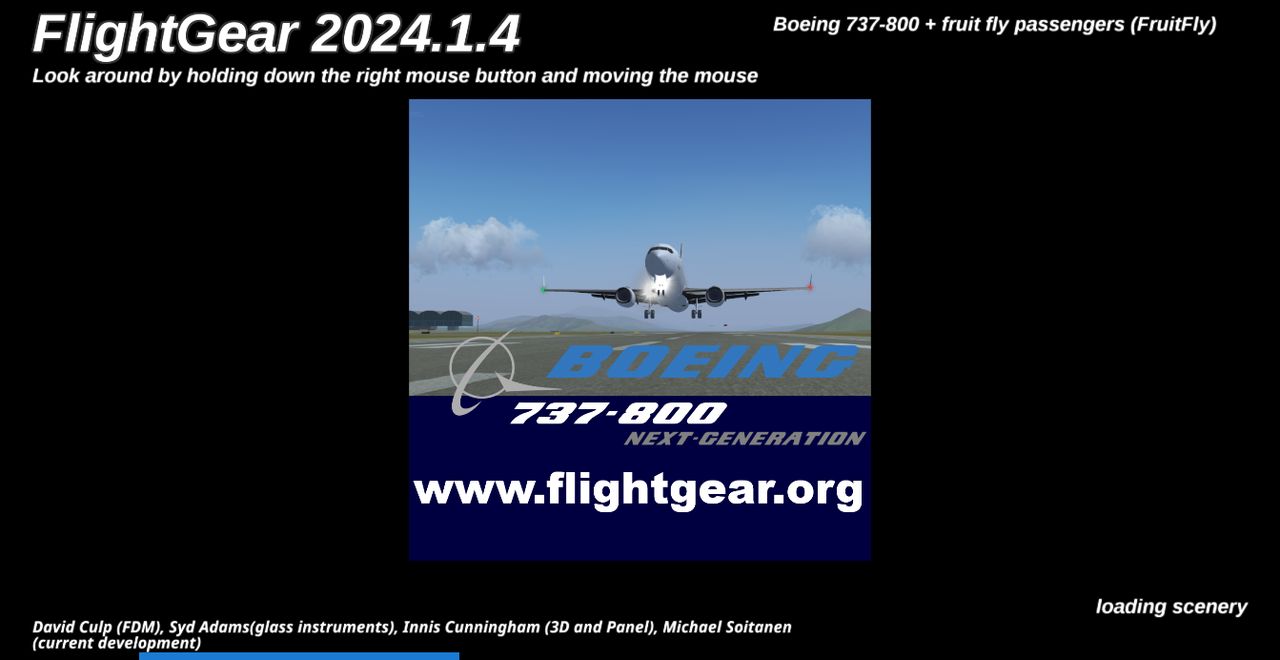 FlightGear 2024.1.4
Boeing 737-800 + fruit fly passengers (FruitFly)
Look around by holding down the right mouse button and moving the mouse
BOEING
737-800
NEXT-GENERATION
www.flightgear.org
loading scenery
David Culp (FDM), Syd Adams(glass instruments), Innis Cunningham (3D and Panel), Michael Soitanen
(current development)